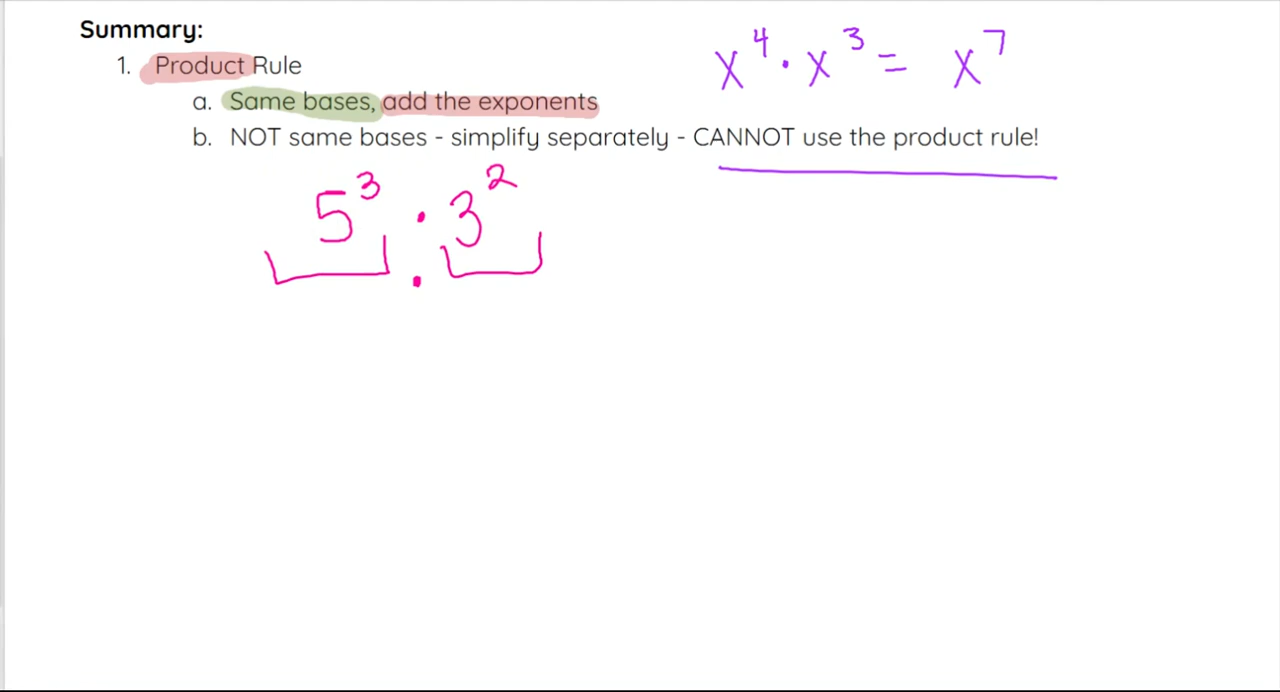 Summary:
x⁴ · x³ = x⁷
1. Product Rule
a. Same bases, add the exponents
b. NOT same bases - simplify separately - CANNOT use the product rule!
5³ · 3²
·